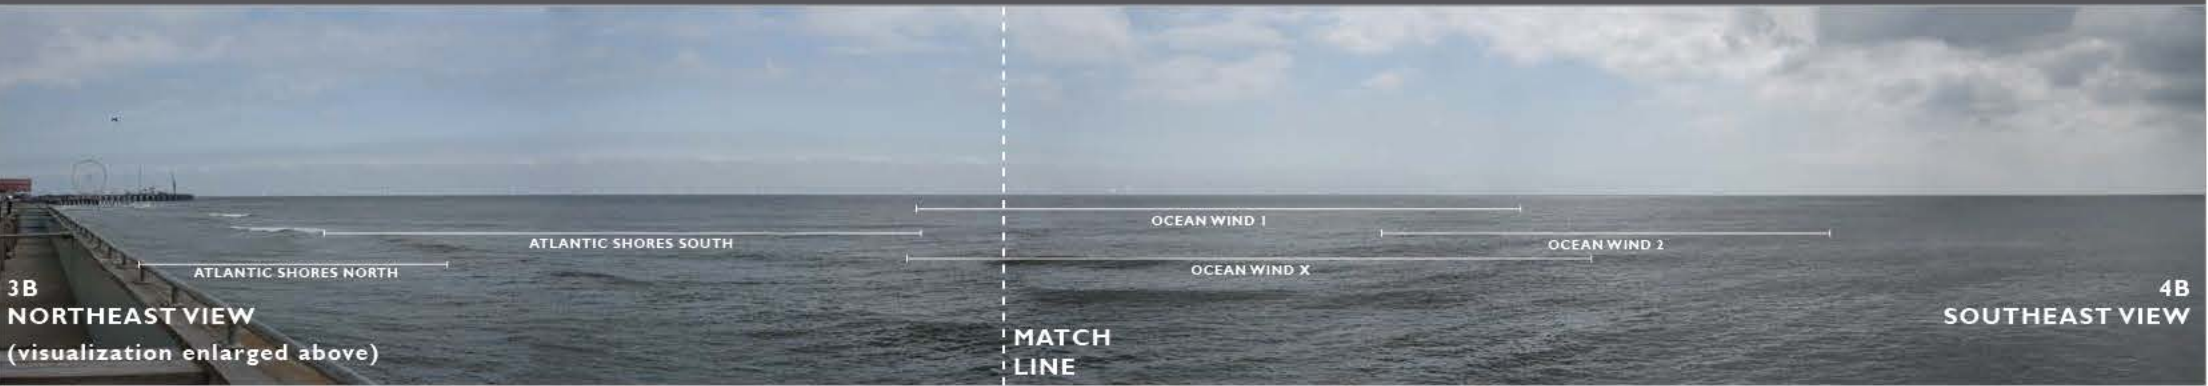 OCEAN WIND 1
ATLANTIC SHORES SOUTH
OCEAN WIND 2
ATLANTIC SHORES NORTH
OCEAN WIND X
3B
NORTHEAST VIEW
(visualization enlarged above)
MATCH
LINE
4B
SOUTHEAST VIEW